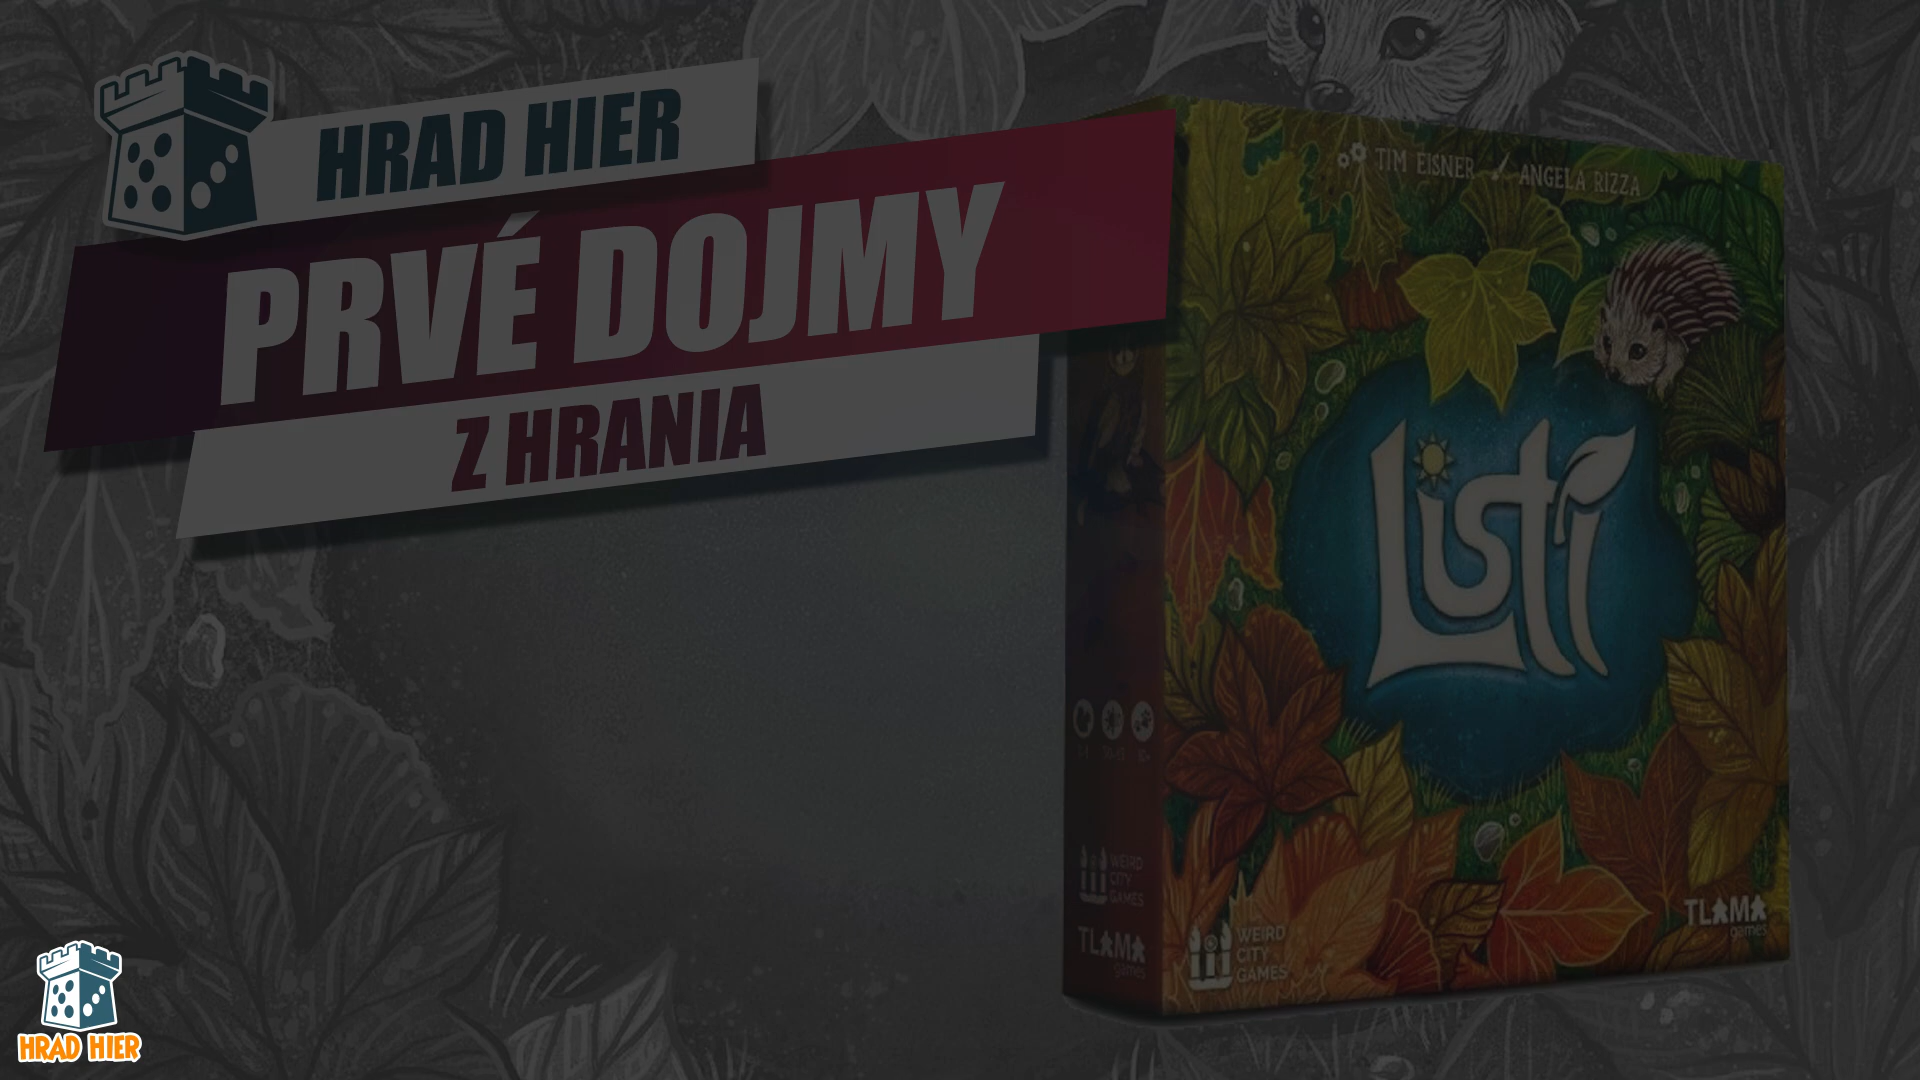 HRAD HIER
PRVÉ DOJMY
Z HRANIA
TIM EISNER ANGELA RIZZA
Listí
WEIRD
CITY
GAMES
TLAMA
games
WEIRD
CITY
GAMES
TLAMA
games
HRAD HIER